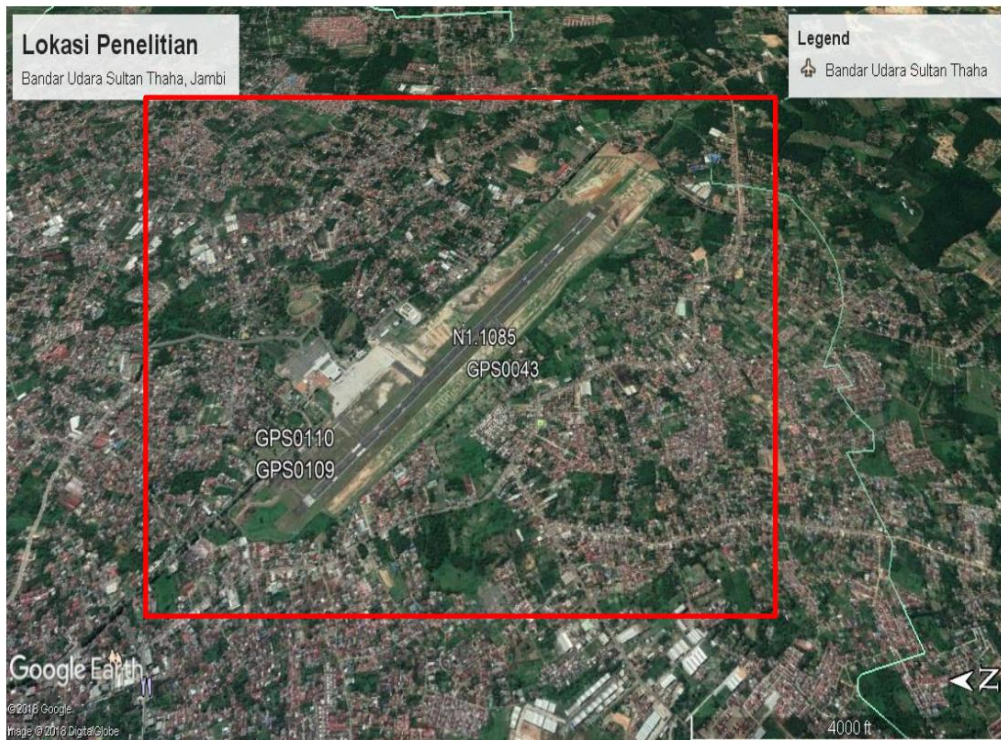 Lokasi Penelitian
Bandar Udara Sultan Thaha, Jambi
Legend
Bandar Udara Sultan Thaha
N1.1085
GPS0043
GPS0110
GPS0109
Google Earth
©2018 Google
Image © 2018 DigitalGlobe
N
4000 ft